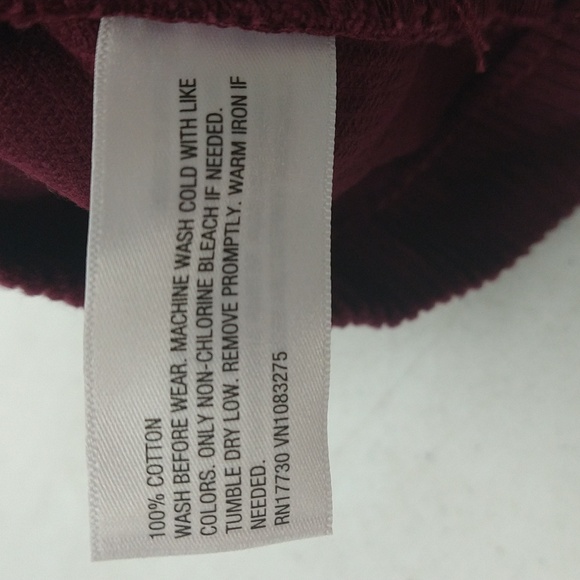 100% COTTON
WASH BEFORE WEAR. MACHINE WASH COLD WITH LIKE
COLORS. ONLY NON-CHLORINE BLEACH IF NEEDED.
TUMBLE DRY LOW. REMOVE PROMPTLY. WARM IRON IF
NEEDED.
RN17730 VN1083275